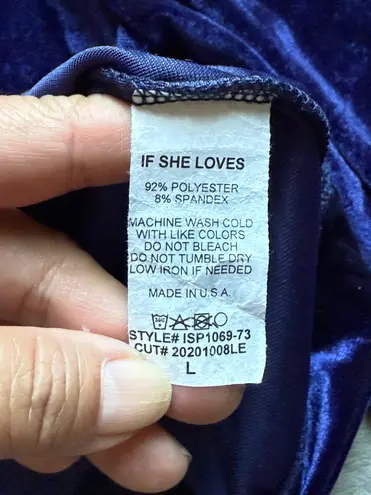 IF SHE LOVES
92% POLYESTER
8% SPANDEX
MACHINE WASH COLD
WITH LIKE COLORS
DO NOT BLEACH
DO NOT TUMBLE DRY
LOW IRON IF NEEDED
MADE IN U.S.A.
STYLE# ISP1069-73
CUT# 20201008LE
L